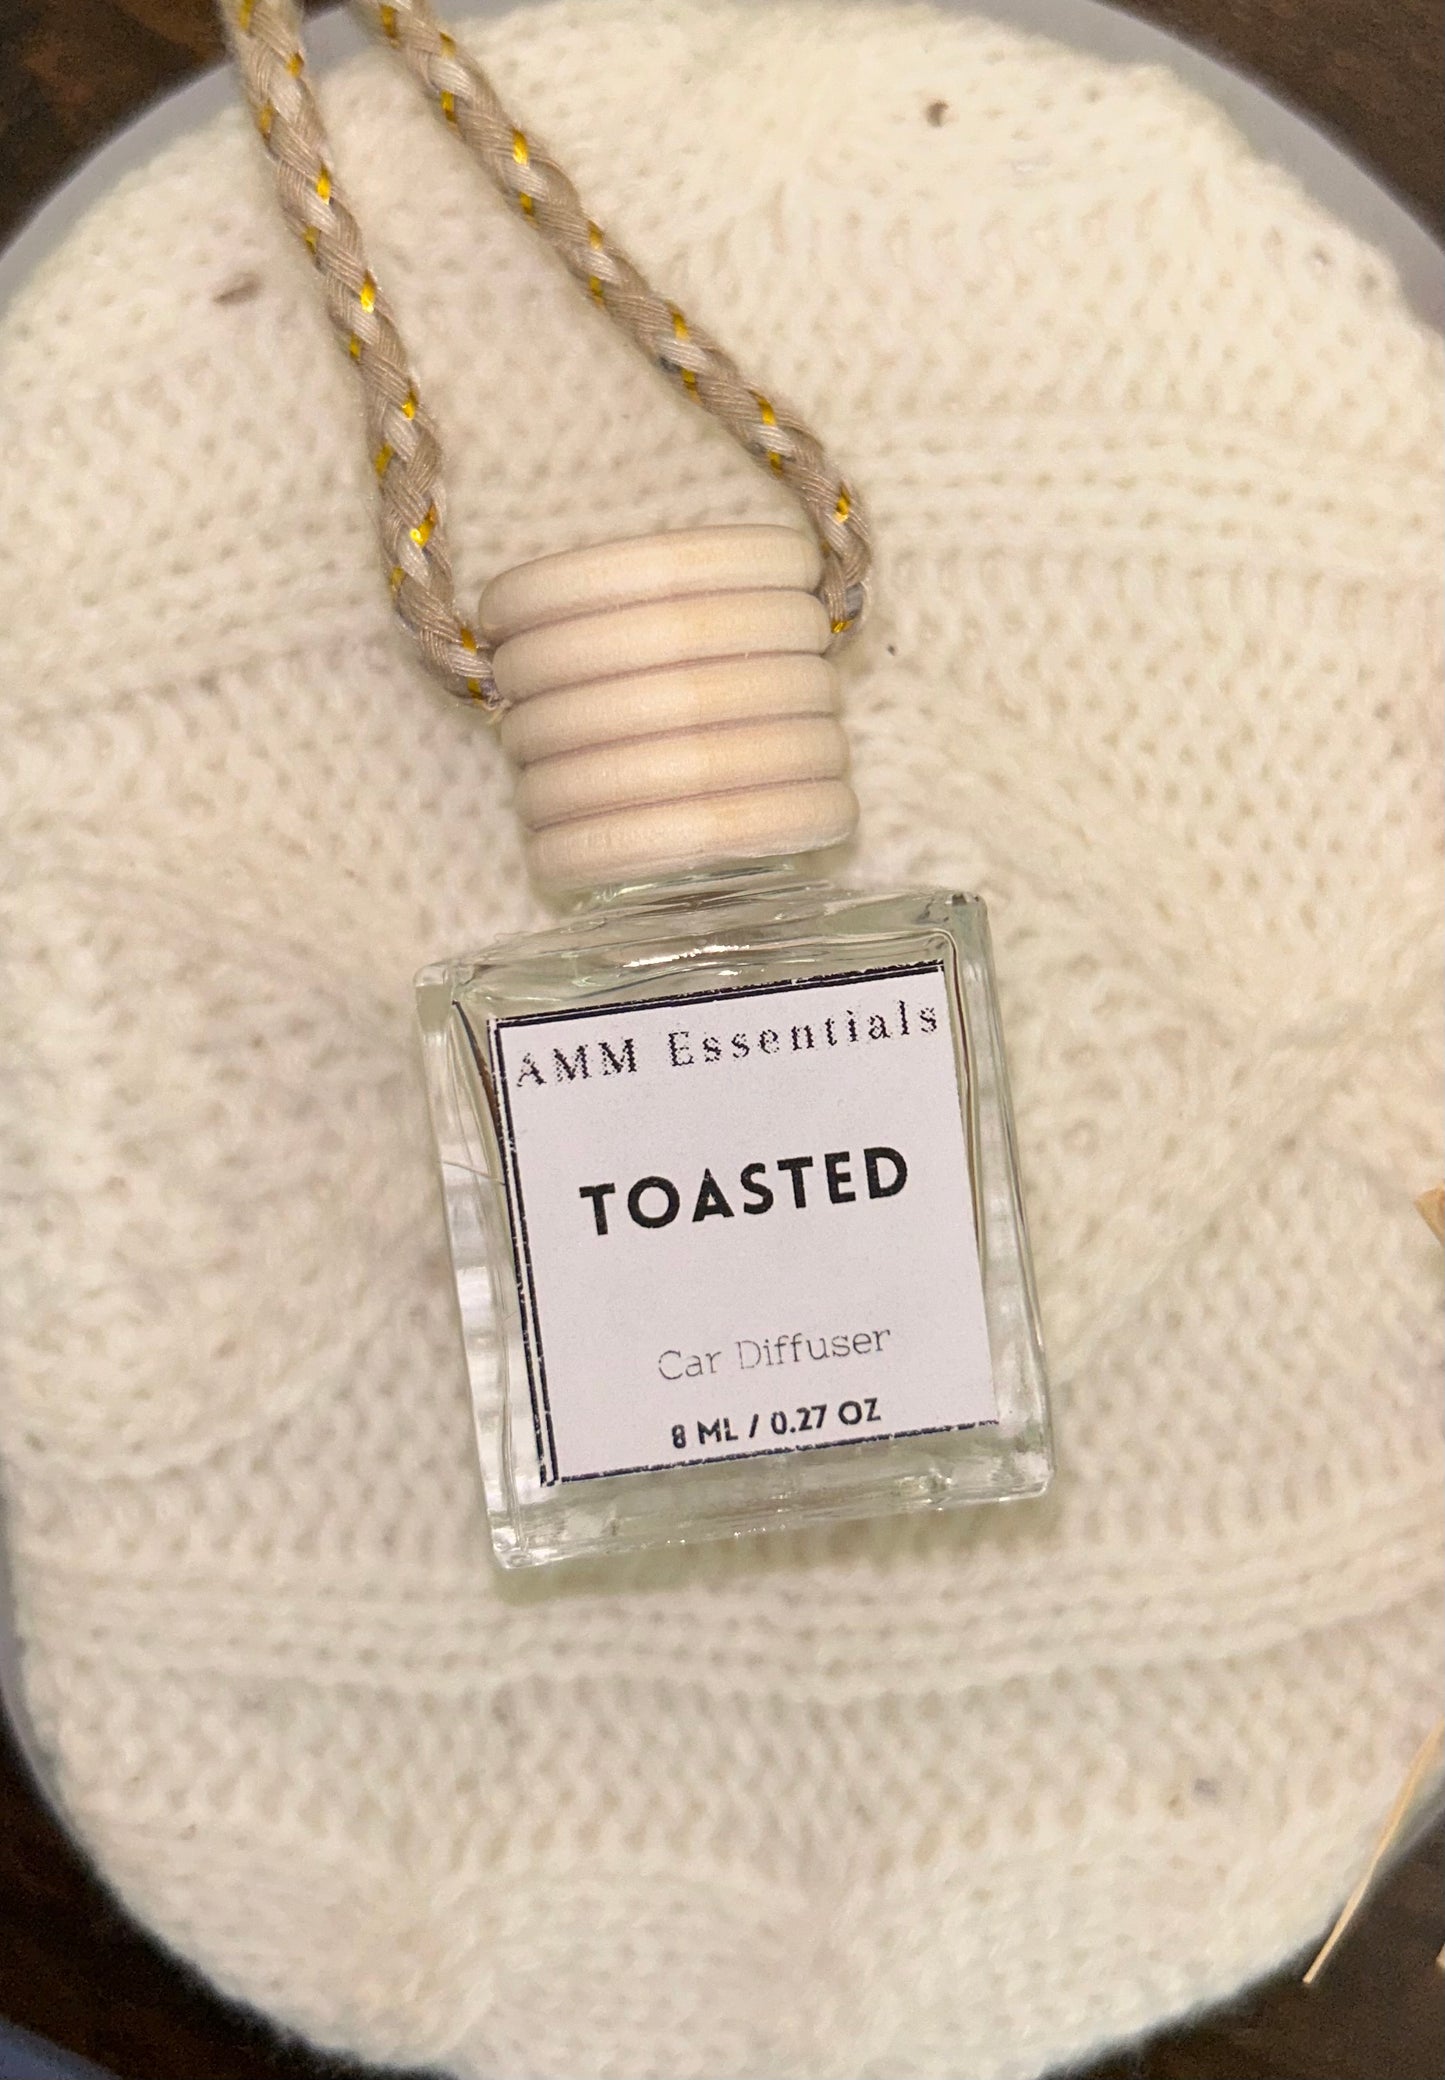 AMM Essentials
TOASTED
Car Diffuser
8 ML / 0.27 OZ